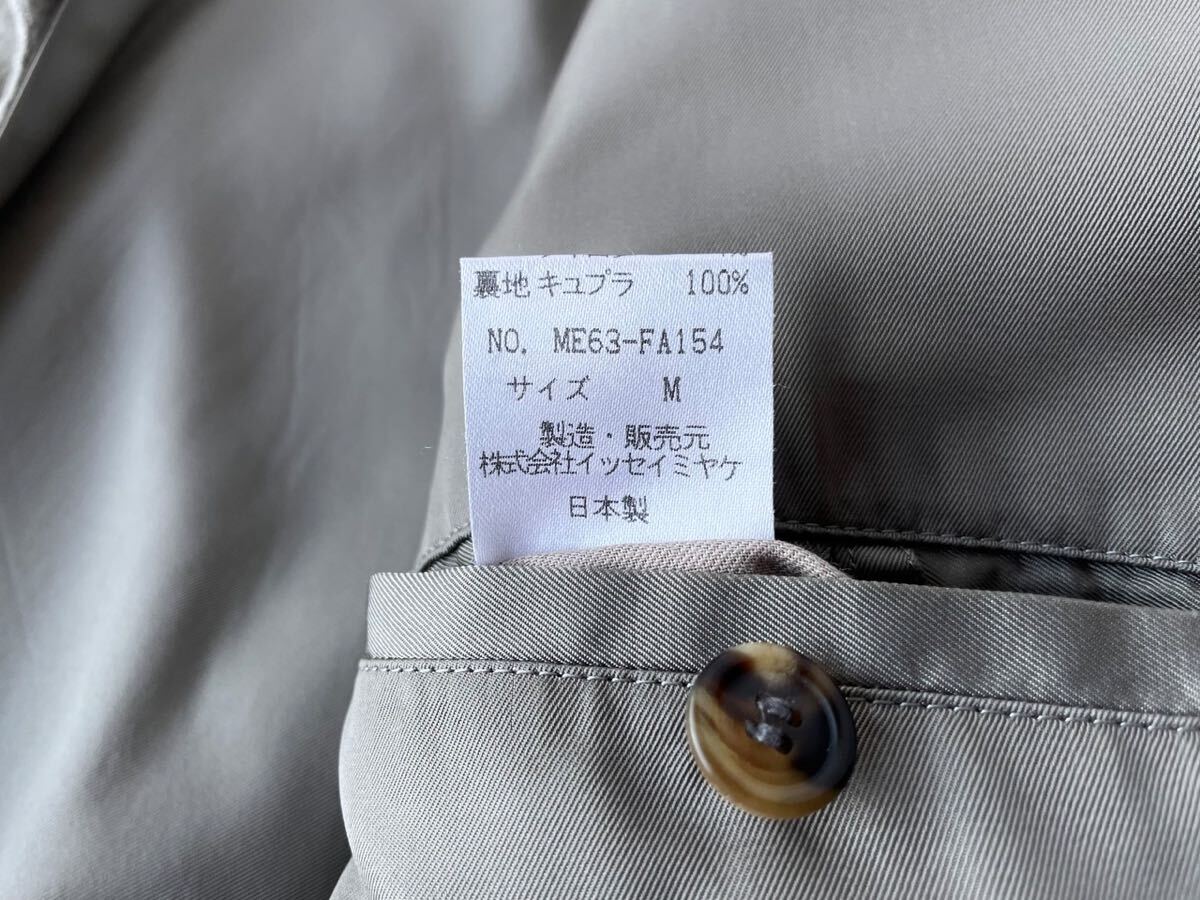 裏地 キュプラ 100%
NO. ME63-FA154
サイズ M
製造・販売元
株式会社イッセイミヤケ
日本製